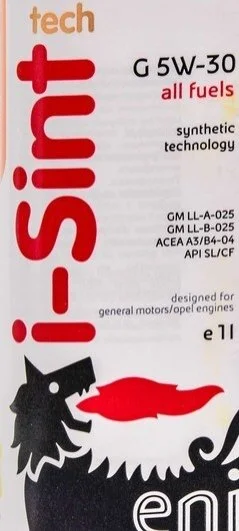 tech
i-Sint
G 5W-30
all fuels
synthetic
technology
GM LL-A-025
GM LL-B-025
ACEA A3/B4-04
API SL/CF
designed for
general motors/opel engines
e 1l
eni